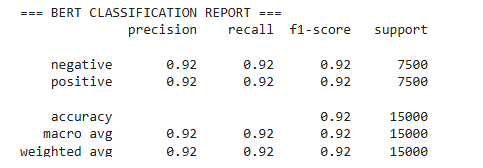 === BERT CLASSIFICATION REPORT ===
precision recall f1-score support
negative 0.92 0.92 0.92 7500
positive 0.92 0.92 0.92 7500
accuracy 0.92 15000
macro avg 0.92 0.92 0.92 15000
weighted avg 0.92 0.92 0.92 15000